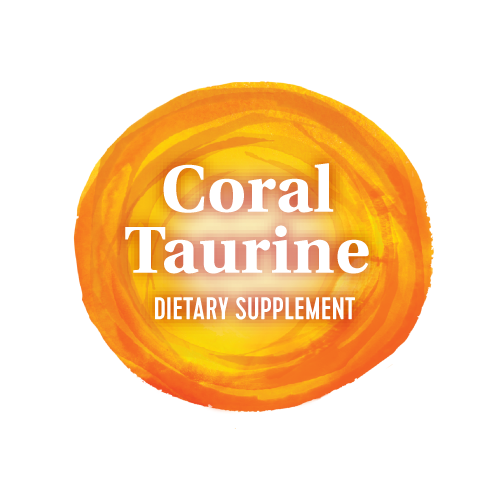 Coral
Taurine
DIETARY SUPPLEMENT